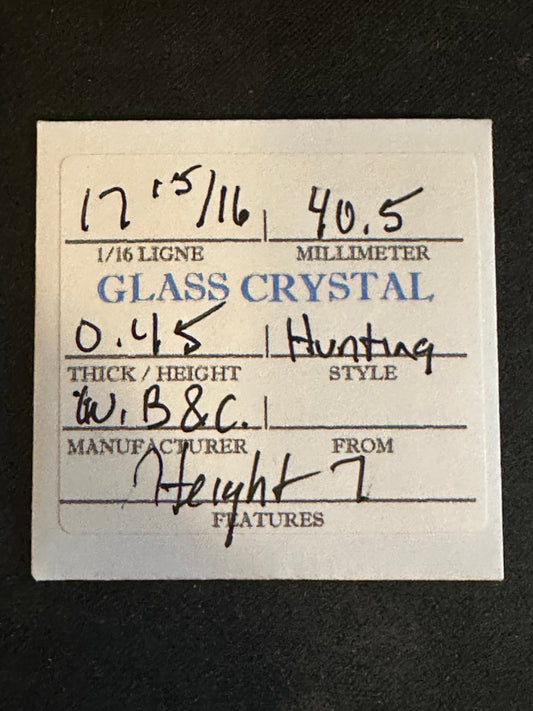 17 15/16 | 40.5
1/16 LIGNE MILLIMETER
GLASS CRYSTAL
0.45 | Hunting
THICK / HEIGHT STYLE
W. B & C. |
MANUFACTURER FROM
Height 7
FEATURES